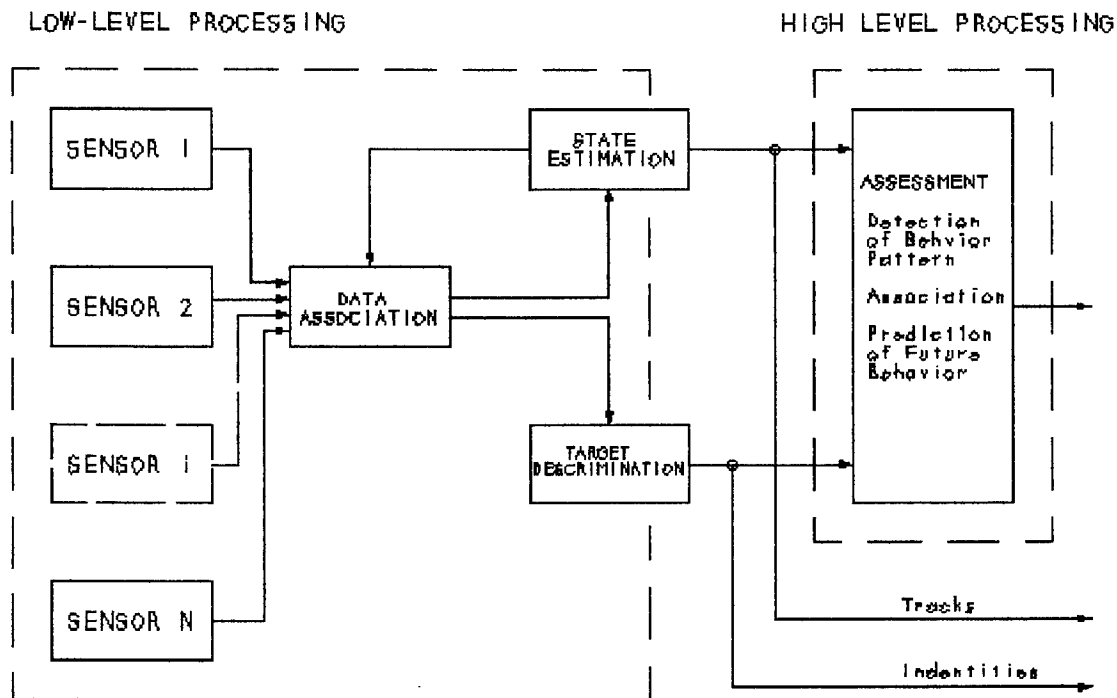 LOW-LEVEL PROCESSING
HIGH LEVEL PROCESSING
SENSOR 1
SENSOR 2
SENSOR i
SENSOR N
DATA
ASSOCIATION
STATE
ESTIMATION
TARGET
DESCRIMINATION
ASSESSMENT
Detection
of Behvior
Pattern
Association
Prediction
of Future
Behavior
Tracks
Indentities